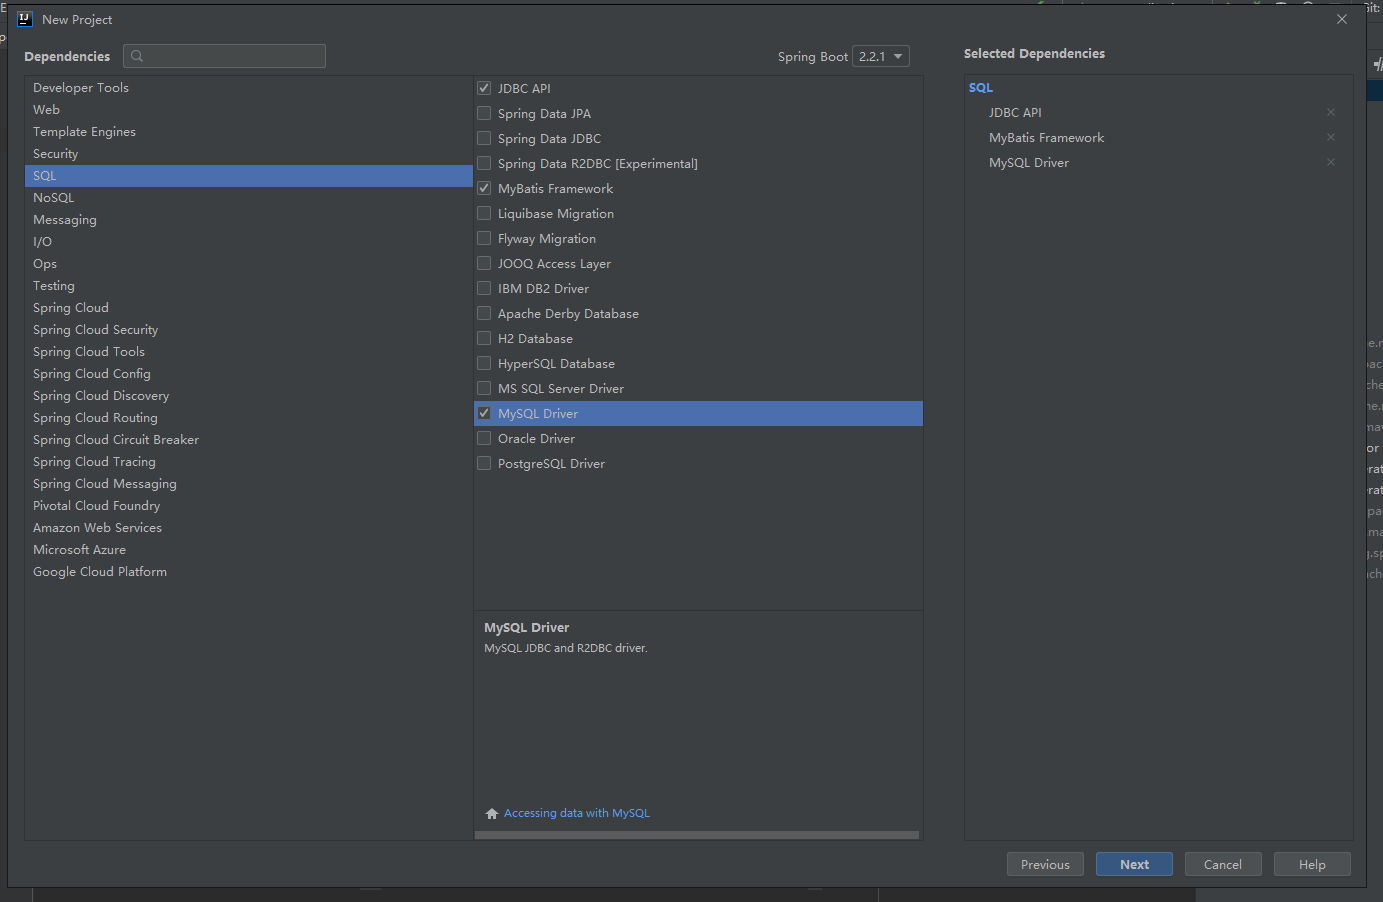 New Project
Dependencies
Spring Boot 2.2.1
Selected Dependencies
Developer Tools
Web
Template Engines
Security
SQL
NoSQL
Messaging
I/O
Ops
Testing
Spring Cloud
Spring Cloud Security
Spring Cloud Tools
Spring Cloud Config
Spring Cloud Discovery
Spring Cloud Routing
Spring Cloud Circuit Breaker
Spring Cloud Tracing
Spring Cloud Messaging
Pivotal Cloud Foundry
Amazon Web Services
Microsoft Azure
Google Cloud Platform
JDBC API
Spring Data JPA
Spring Data JDBC
Spring Data R2DBC [Experimental]
MyBatis Framework
Liquibase Migration
Flyway Migration
JOOQ Access Layer
IBM DB2 Driver
Apache Derby Database
H2 Database
HyperSQL Database
MS SQL Server Driver
MySQL Driver
Oracle Driver
PostgreSQL Driver
MySQL Driver
MySQL JDBC and R2DBC driver.
Accessing data with MySQL
SQL
JDBC API
MyBatis Framework
MySQL Driver
Previous
Next
Cancel
Help